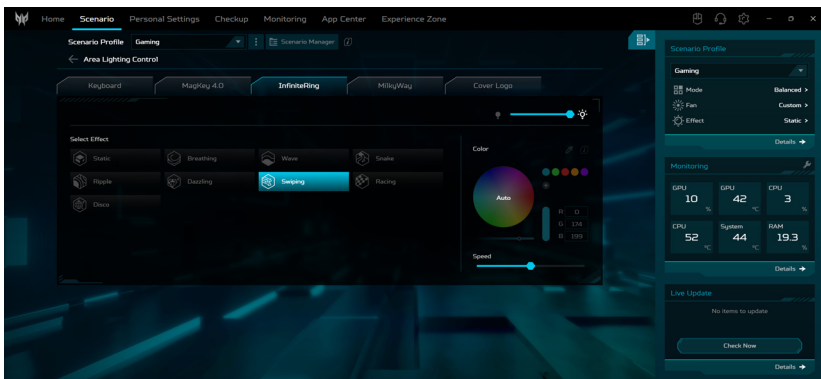 Home Scenario Personal Settings Checkup Monitoring App Center Experience Zone
Scenario Profile Gaming Scenario Manager
Area Lighting Control
Keyboard MagKey 4.0 InfiniteRing MilkyWay Cover Logo
Select Effect
Static Breathing Wave Snake
Ripple Dazzling Swiping Racing
Disco
Color
Auto
R 0
G 174
B 199
Speed
Scenario Profile
Gaming
Mode Balanced >
Fan Custom >
Effect Static >
Details
Monitoring
GPU GPU CPU
10 % 42 °C 3 %
CPU System RAM
52 °C 44 °C 19.3 %
Details
Live Update
No items to update
Check Now
Details